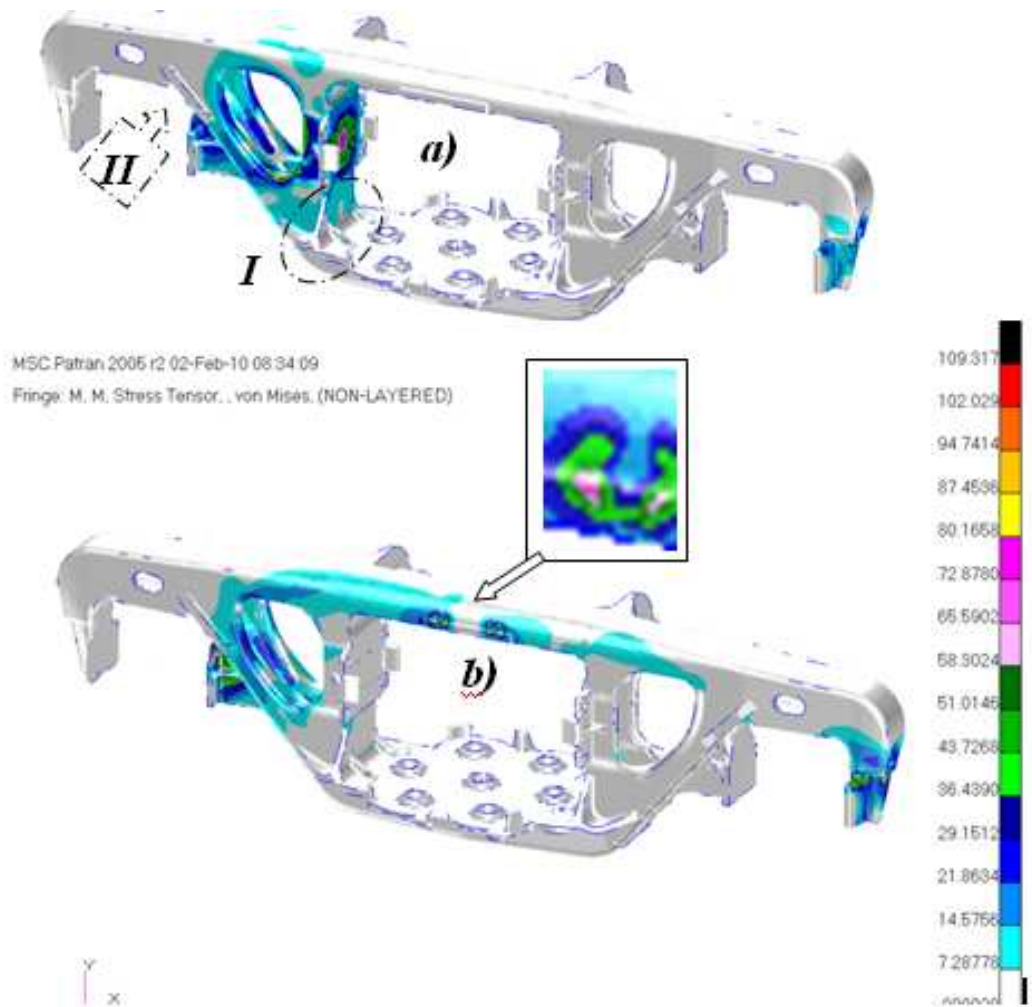 a)
II
I
MSC.Patran 2005 r2 02-Feb-10 08:34:09
Fringe: M. M. Stress Tensor, , von Mises, (NON-LAYERED)
109.317
102.029
94.7414
87.4536
80.1658
72.8780
65.5902
58.3024
51.0146
43.7268
36.4390
29.1512
21.8634
14.5756
7.28778
b)
Y
X